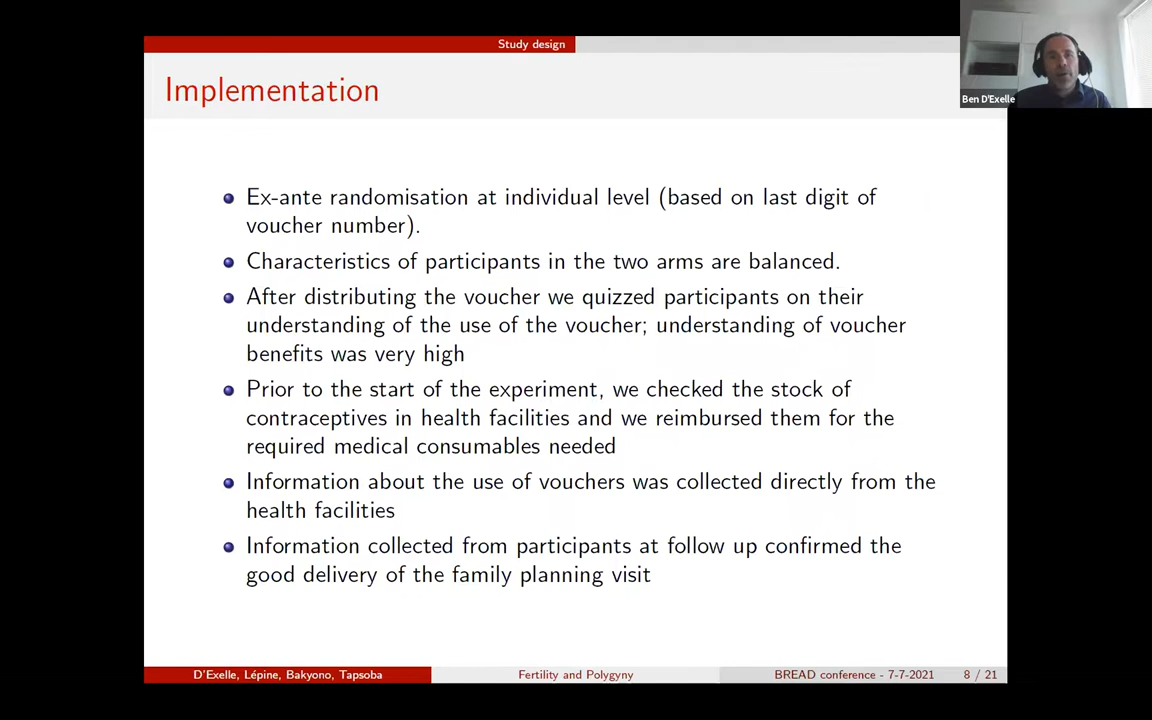 Study design
Implementation
Ben D'Exelle
Ex-ante randomisation at individual level (based on last digit of
voucher number).
Characteristics of participants in the two arms are balanced.
After distributing the voucher we quizzed participants on their
understanding of the use of the voucher; understanding of voucher
benefits was very high
Prior to the start of the experiment, we checked the stock of
contraceptives in health facilities and we reimbursed them for the
required medical consumables needed
Information about the use of vouchers was collected directly from the
health facilities
Information collected from participants at follow up confirmed the
good delivery of the family planning visit
D'Exelle, Lépine, Bakyono, Tapsoba
Fertility and Polygyny
BREAD conference - 7-7-2021
8 / 21